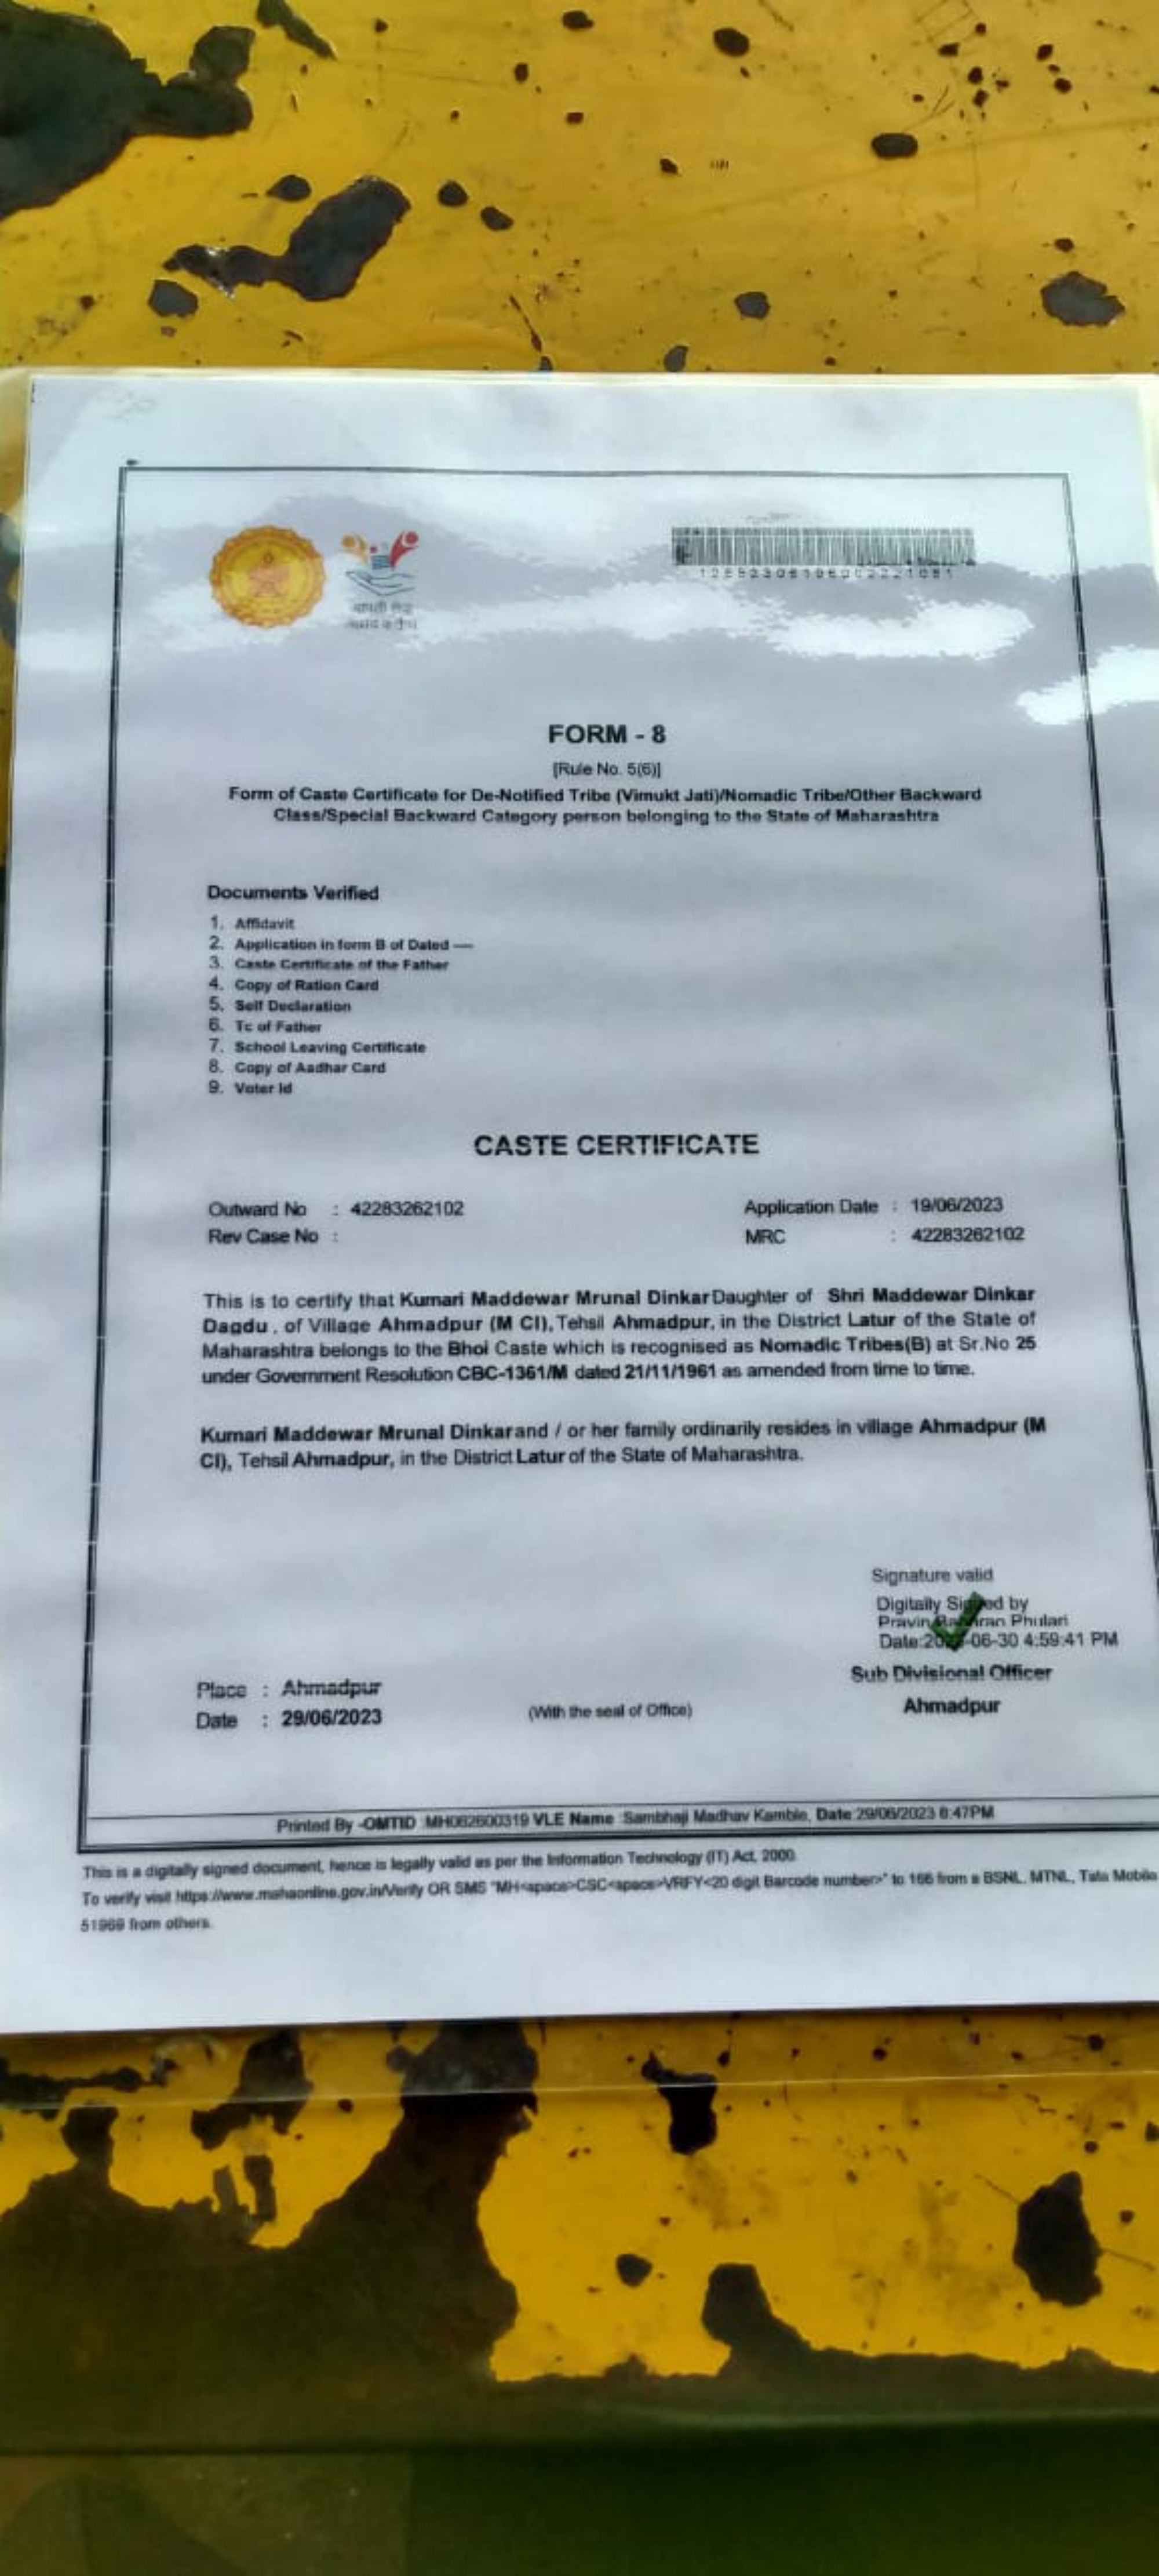 FORM - 8
[Rule No. 5(6)]
Form of Caste Certificate for De-Notified Tribe (Vimukt Jati)/Nomadic Tribe/Other Backward
Class/Special Backward Category person belonging to the State of Maharashtra
Documents Verified
1. Affidavit
2. Application in form B of Dated —
3. Caste Certificate of the Father
4. Copy of Ration Card
5. Self Declaration
6. Tc of Father
7. School Leaving Certificate
8. Copy of Aadhar Card
9. Voter Id
CASTE CERTIFICATE
Outward No : 42283262102 Application Date : 19/06/2023
Rev Case No : MRC : 42283262102
This is to certify that Kumari Maddewar Mrunal DinkarDaughter of Shri Maddewar Dinkar
Dagdu , of Village Ahmadpur (M Cl), Tehsil Ahmadpur, in the District Latur of the State of
Maharashtra belongs to the Bhoi Caste which is recognised as Nomadic Tribes(B) at Sr.No 25
under Government Resolution CBC-1361/M dated 21/11/1961 as amended from time to time.
Kumari Maddewar Mrunal Dinkarand / or her family ordinarily resides in village Ahmadpur (M
Cl), Tehsil Ahmadpur, in the District Latur of the State of Maharashtra.
Signature valid
Digitally Signed by
Pravin Phulari
Date:2023-06-30 4:59:41 PM
Sub Divisional Officer
Place : Ahmadpur
Ahmadpur
Date : 29/06/2023 (With the seal of Office)
Printed By -OMTID :MH062600319 VLE Name :Sambhaji Madhav Kamble, Date:29/06/2023 6:47PM
This is a digitally signed document, hence is legally valid as per the Information Technology (IT) Act, 2000.
To verify visit https://www.mahaonline.gov.in/Verify OR SMS "MH<space>CSC<space>VRFY<20 digit Barcode number>" to 166 from a BSNL, MTNL, Tata Mobile
51969 from others.